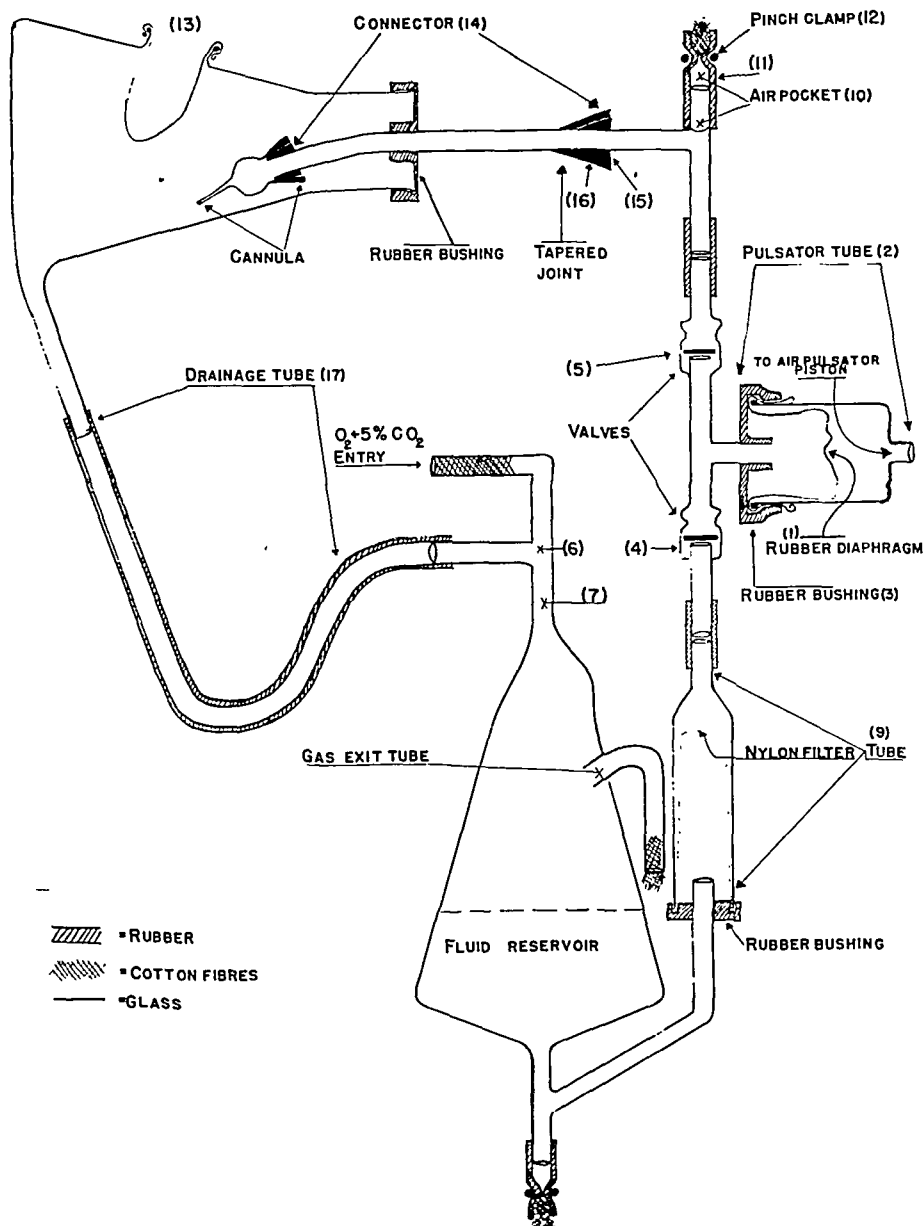 (13)
CONNECTOR (14)
PINCH CLAMP (12)
(11)
AIR POCKET (10)
(16)
(15)
CANNULA
RUBBER BUSHING
TAPERED
JOINT
PULSATOR TUBE (2)
(5)
TO AIR PULSATOR
PISTON
DRAINAGE TUBE (17)
VALVES
O2+5% CO2
ENTRY
(6)
(4)
(1)
RUBBER DIAPHRAGM
(7)
RUBBER BUSHING (3)
GAS EXIT TUBE
(9)
NYLON FILTER TUBE
FLUID RESERVOIR
RUBBER BUSHING
=RUBBER
=COTTON FIBRES
=GLASS